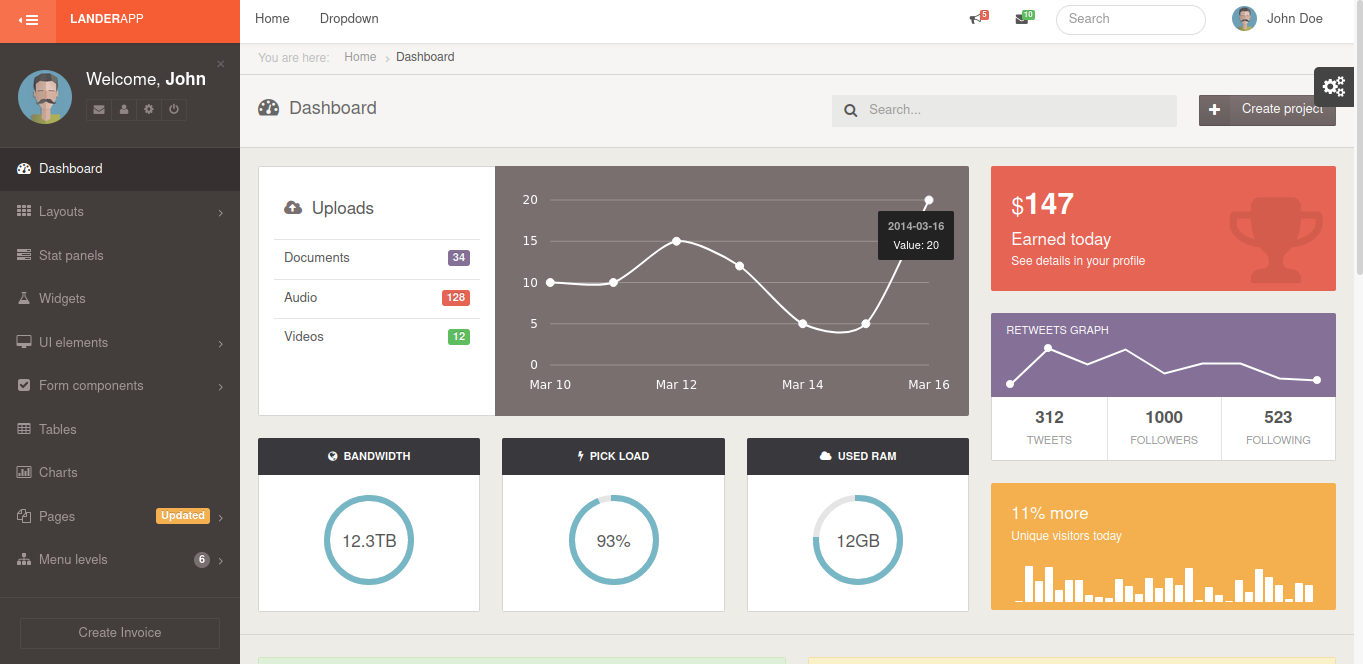 LANDERAPP
Home
Dropdown
5
10
Search
John Doe
Welcome, John
×
You are here: Home › Dashboard
Dashboard
Search...
Create project
Dashboard
Layouts
Stat panels
Widgets
UI elements
Form components
Tables
Charts
Pages Updated
Menu levels 6
Create Invoice
Uploads
Documents 34
Audio 128
Videos 12
20
15
10
5
0
Mar 10 Mar 12 Mar 14 Mar 16
2014-03-16
Value: 20
$147
Earned today
See details in your profile
RETWEETS GRAPH
312 1000 523
TWEETS FOLLOWERS FOLLOWING
BANDWIDTH
12.3TB
PICK LOAD
93%
USED RAM
12GB
11% more
Unique visitors today